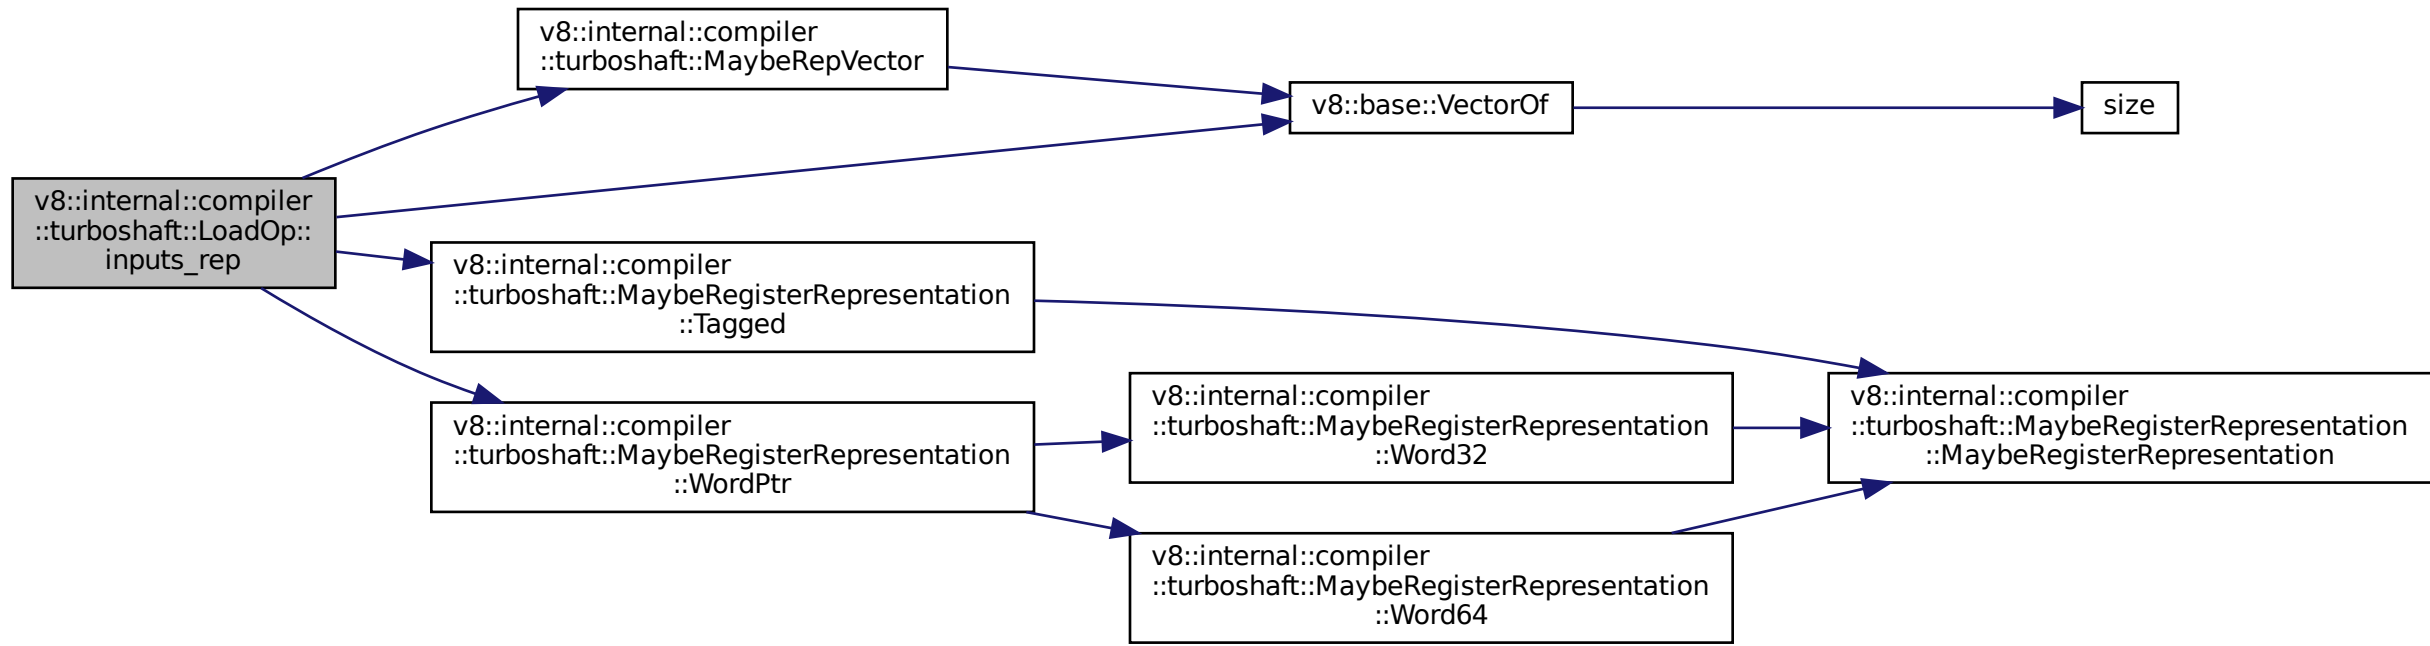 v8::internal::compiler
::turboshaft::MaybeRepVector
v8::base::VectorOf
size
v8::internal::compiler
::turboshaft::LoadOp::
inputs_rep
v8::internal::compiler
::turboshaft::MaybeRegisterRepresentation
::Tagged
v8::internal::compiler
::turboshaft::MaybeRegisterRepresentation
::WordPtr
v8::internal::compiler
::turboshaft::MaybeRegisterRepresentation
::Word32
v8::internal::compiler
::turboshaft::MaybeRegisterRepresentation
::MaybeRegisterRepresentation
v8::internal::compiler
::turboshaft::MaybeRegisterRepresentation
::Word64